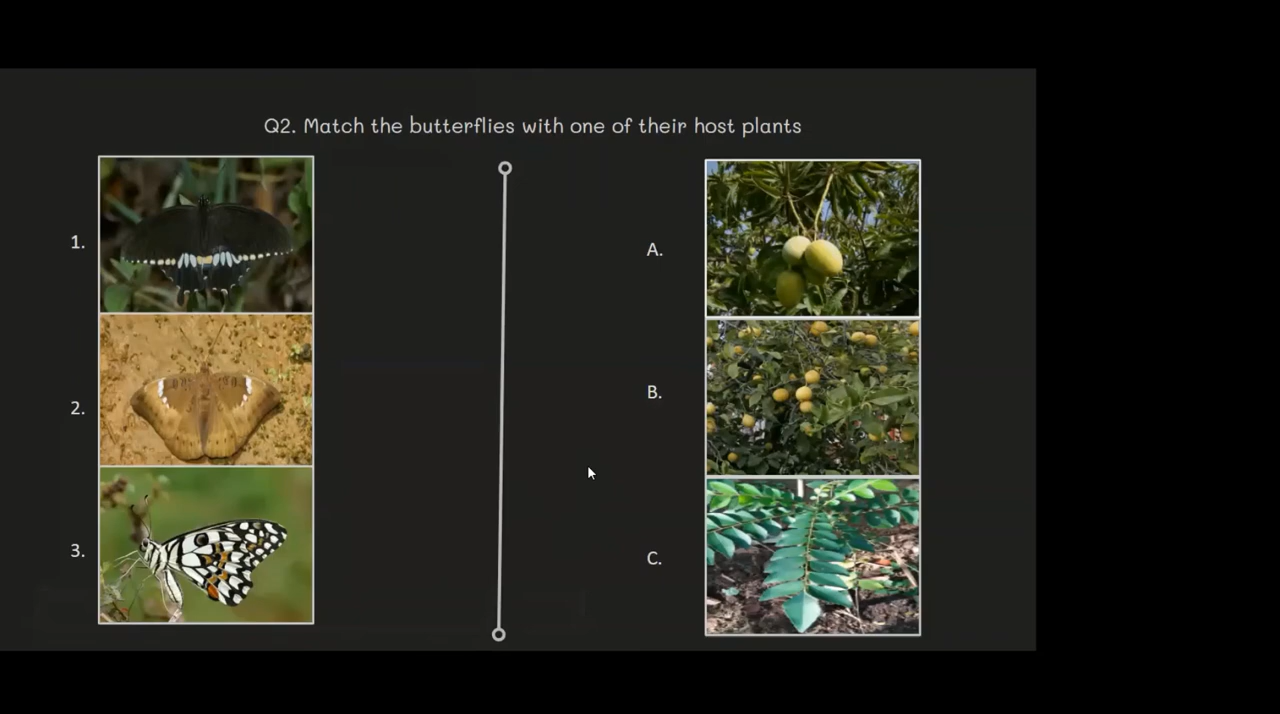 Q2. Match the butterflies with one of their host plants
1.
A.
2.
B.
3.
C.